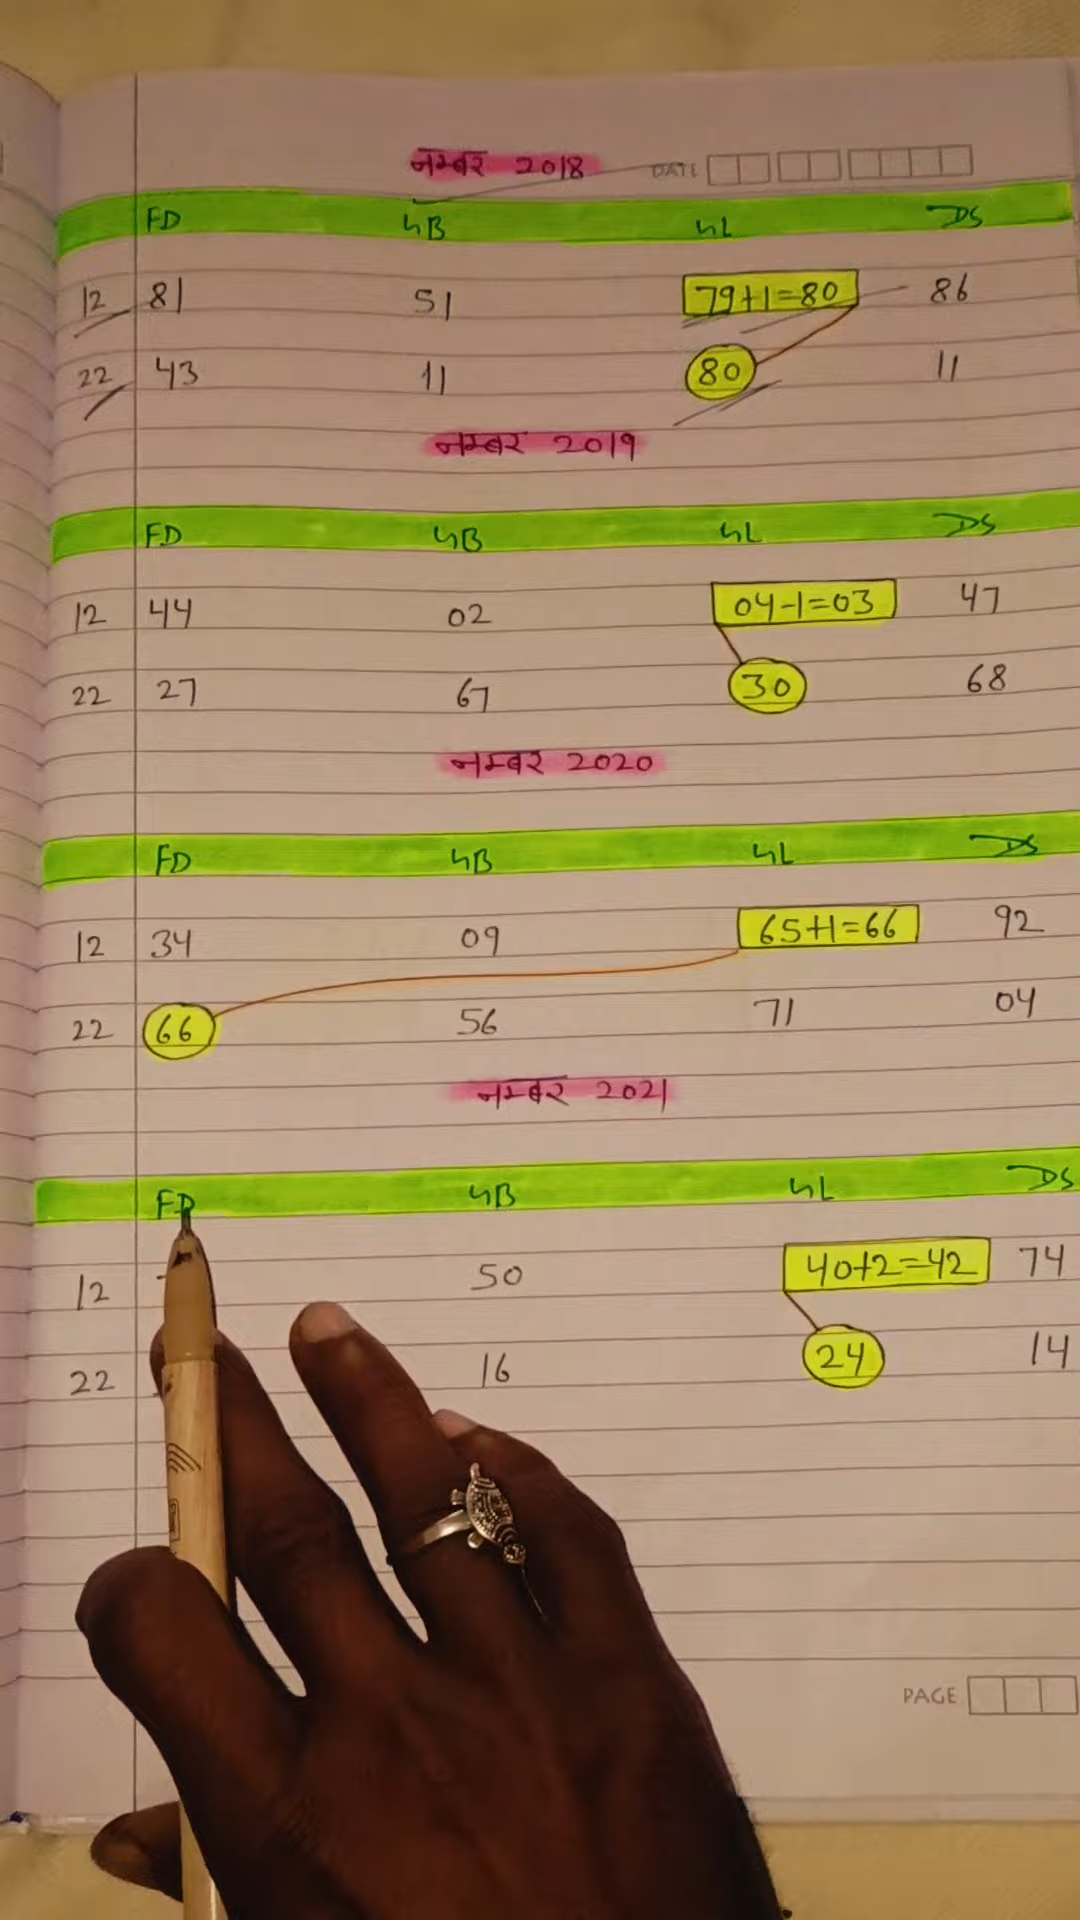 नम्बर 2018 DATE
FD GB GL DS
12 81 51 79+1=80 86
22 43 11 80 11
नम्बर 2019
FD GB GL DS
12 44 02 04-1=03 47
22 27 67 30 68
नम्बर 2020
FD GB GL DS
12 34 09 65+1=66 92
22 66 56 71 04
नम्बर 2021
FD GB GL DS
12 50 40+2=42 74
22 16 24 14
PAGE